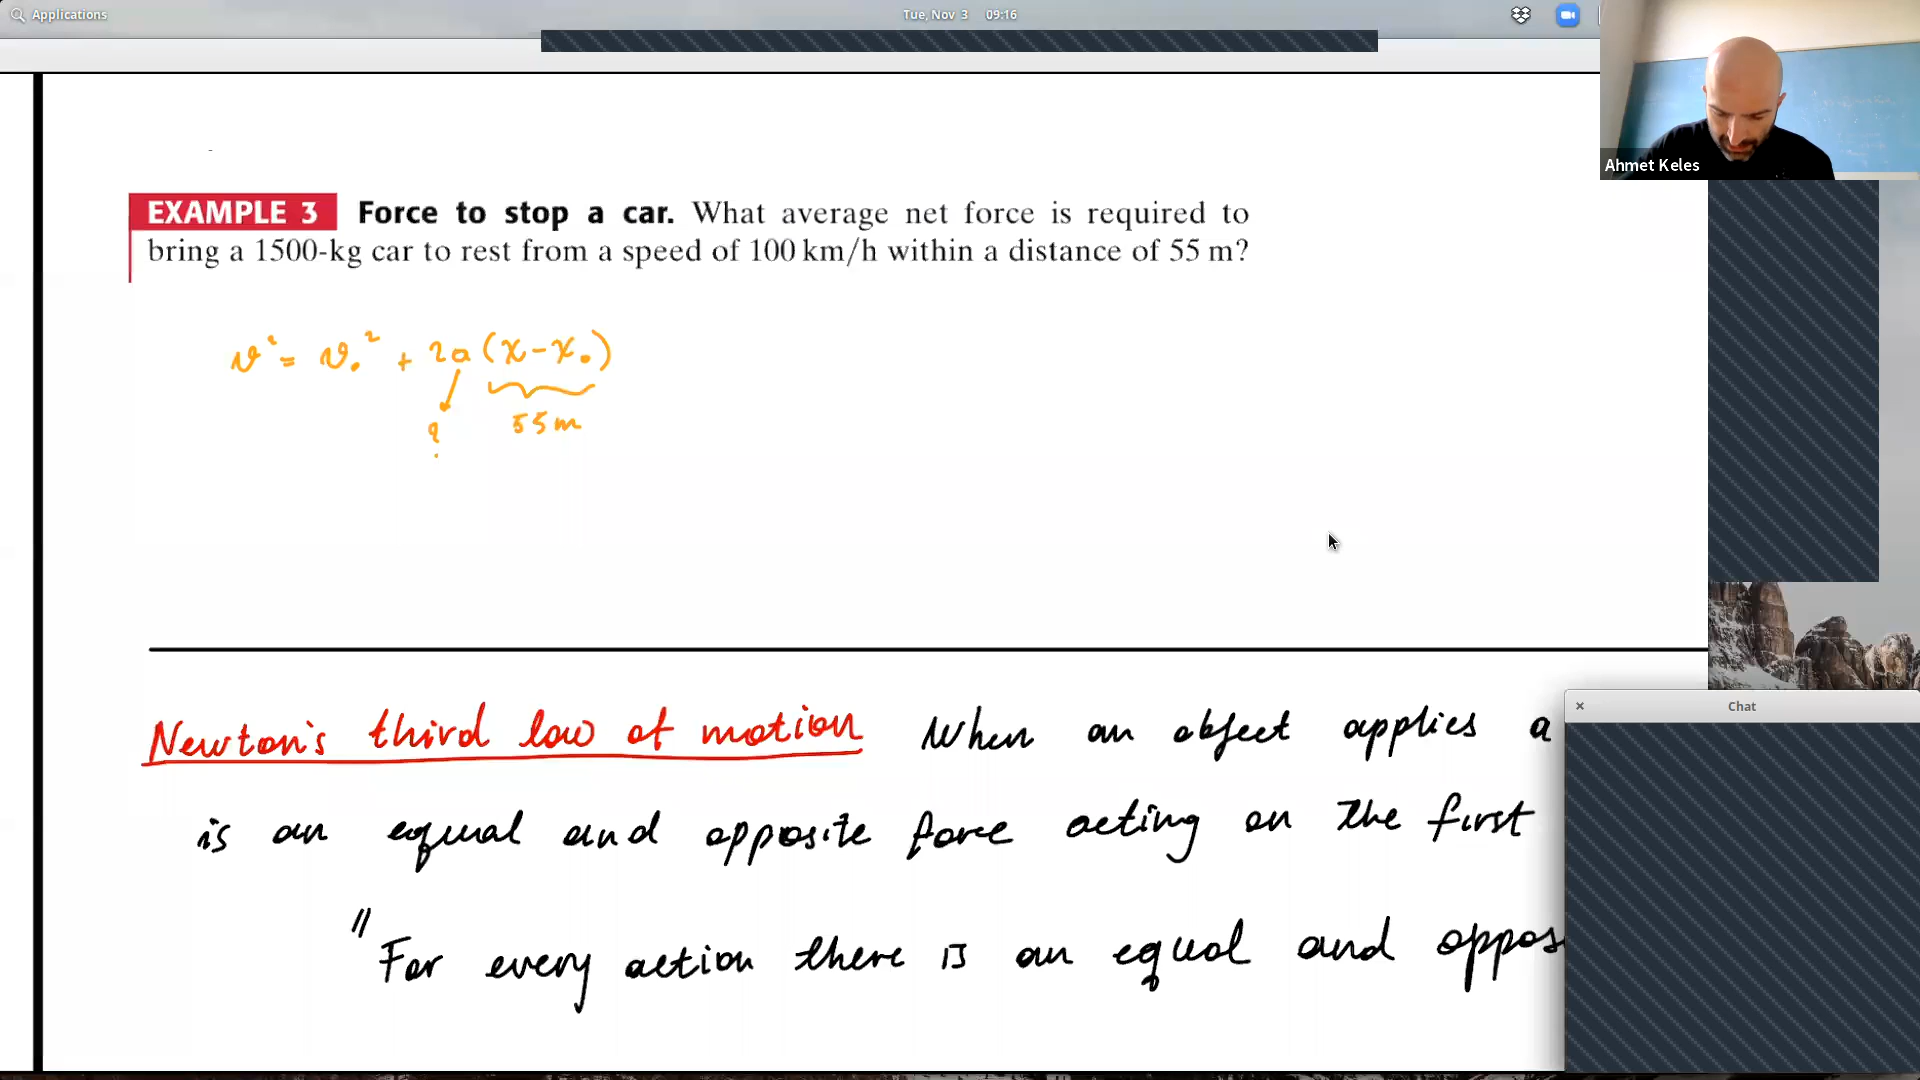 Applications
Tue, Nov 3 09:16
Ahmet Keles
EXAMPLE 3 Force to stop a car. What average net force is required to
bring a 1500-kg car to rest from a speed of 100 km/h within a distance of 55 m?
v² = v₀² + 2a (x - x₀)
? 55 m
Newton's third law of motion When an object applies a
is an equal and opposite force acting on the first
Chat
" For every action there is an equal and oppos